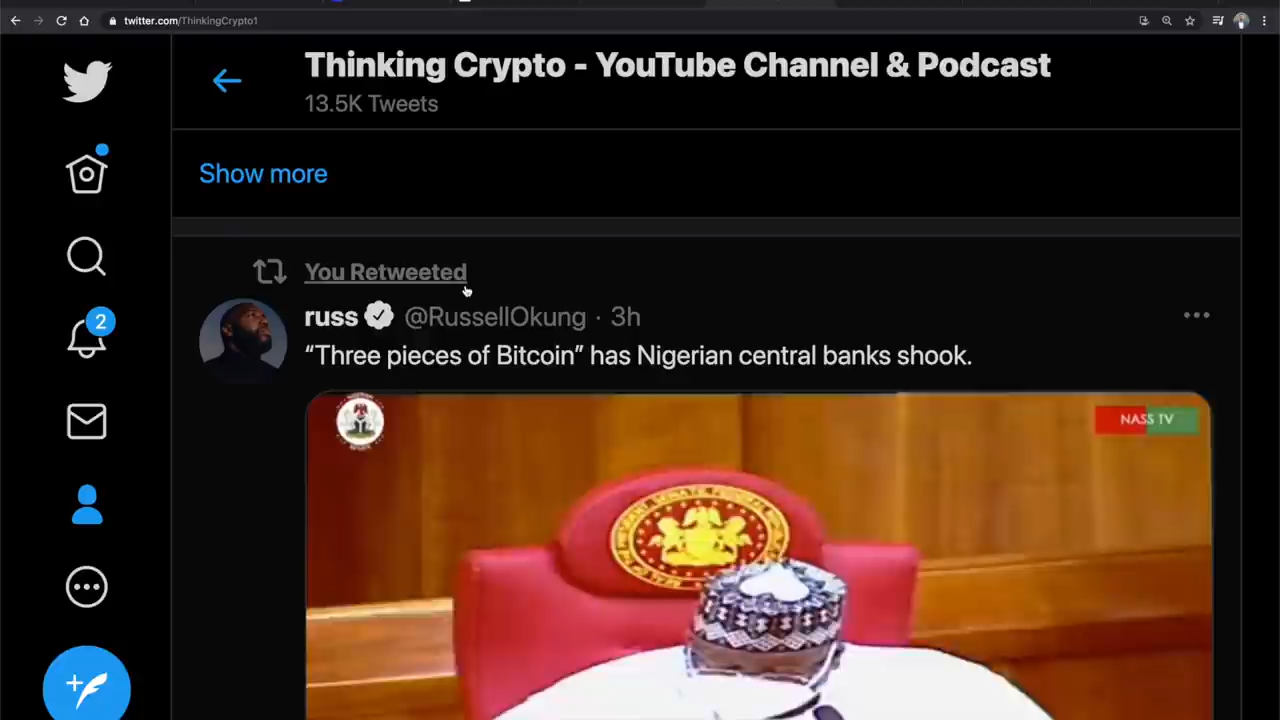 twitter.com/ThinkingCrypto1
Thinking Crypto - YouTube Channel & Podcast
13.5K Tweets
Show more
You Retweeted
russ @RussellOkung · 3h
“Three pieces of Bitcoin” has Nigerian central banks shook.
NASS TV
2